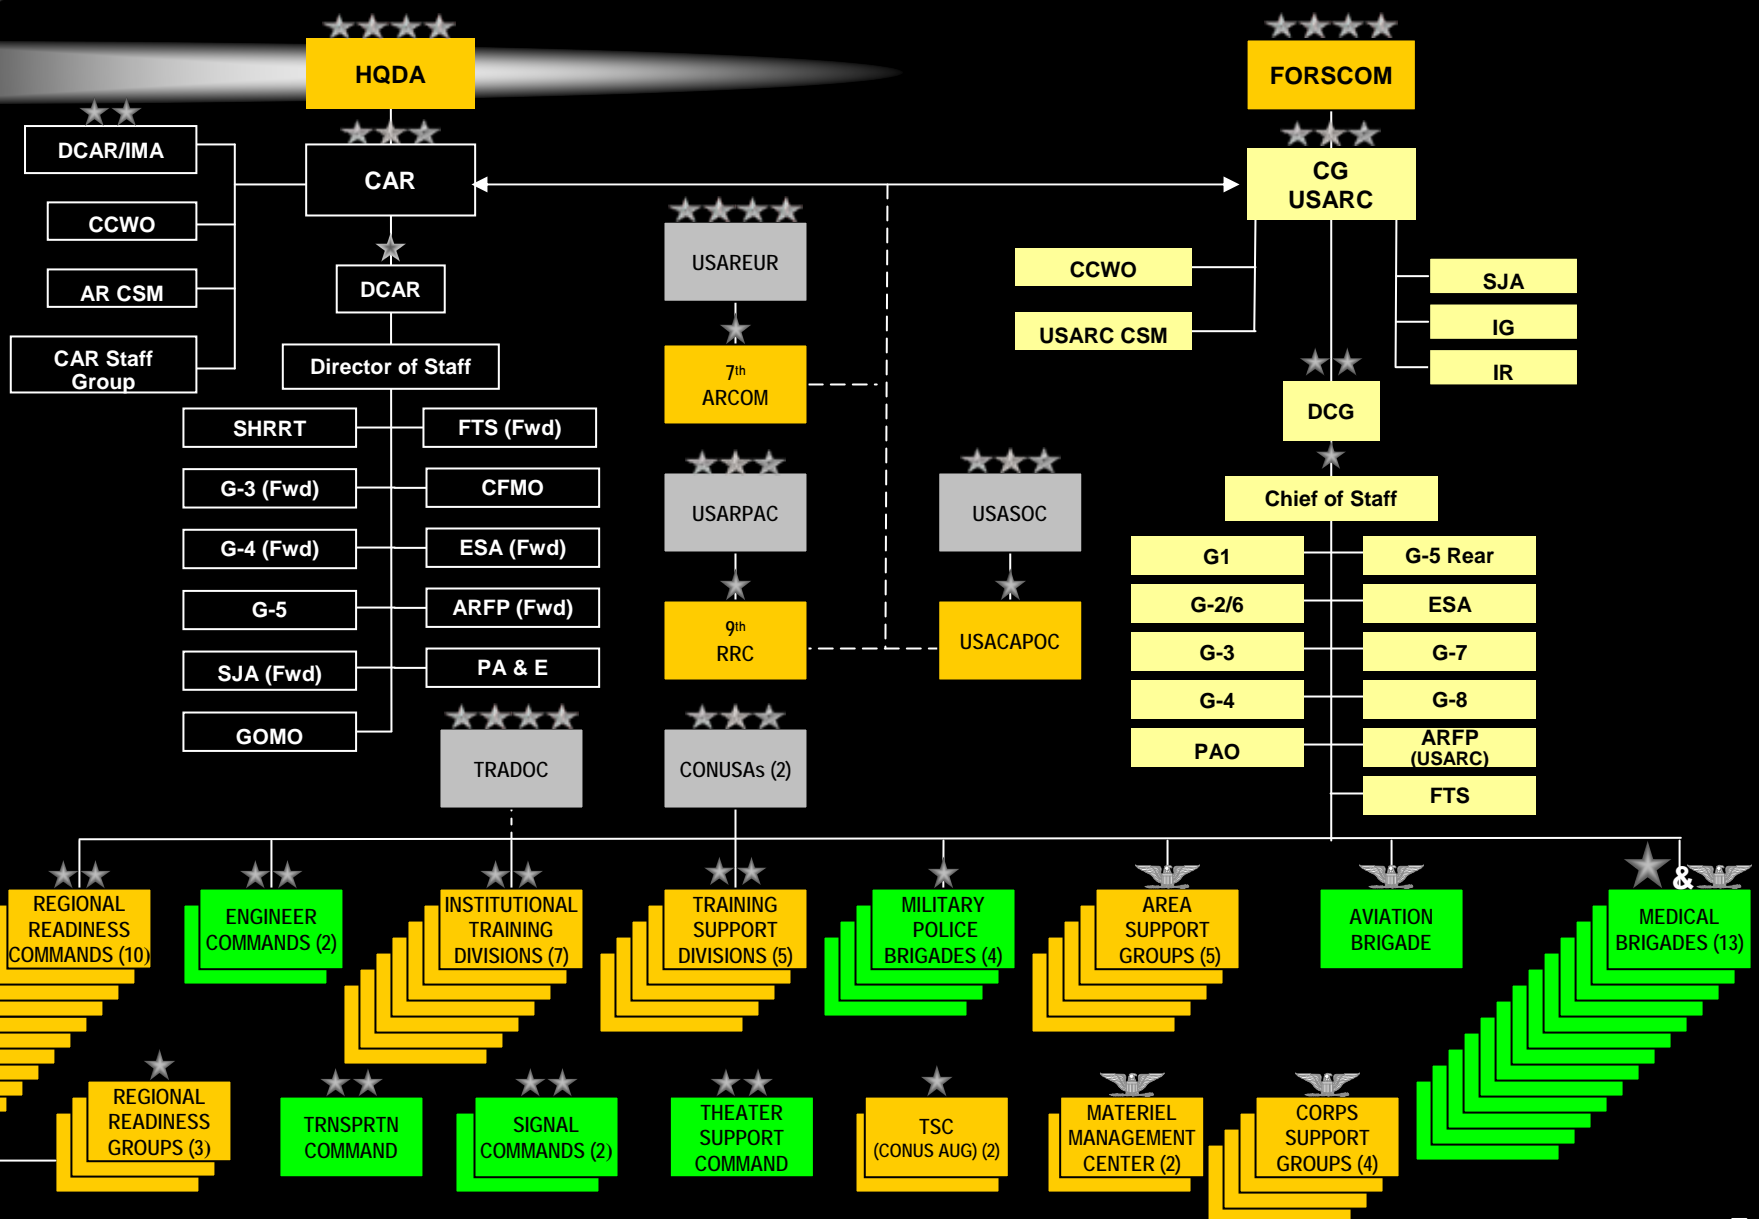 HQDA
FORSCOM
DCAR/IMA
CAR
CG
USARC
CCWO
AR CSM
CAR Staff
Group
DCAR
Director of Staff
SHRRT
FTS (Fwd)
G-3 (Fwd)
CFMO
G-4 (Fwd)
ESA (Fwd)
G-5
ARFP (Fwd)
SJA (Fwd)
PA & E
GOMO
USAREUR
7th
ARCOM
USARPAC
9th
RRC
USASOC
USACAPOC
TRADOC
CONUSAs (2)
CCWO
USARC CSM
SJA
IG
IR
DCG
Chief of Staff
G1
G-5 Rear
G-2/6
ESA
G-3
G-7
G-4
G-8
PAO
ARFP
(USARC)
FTS
REGIONAL
READINESS
COMMANDS (10)
ENGINEER
COMMANDS (2)
INSTITUTIONAL
TRAINING
DIVISIONS (7)
TRAINING
SUPPORT
DIVISIONS (5)
MILITARY
POLICE
BRIGADES (4)
AREA
SUPPORT
GROUPS (5)
AVIATION
BRIGADE
&
MEDICAL
BRIGADES (13)
REGIONAL
READINESS
GROUPS (3)
TRNSPRTN
COMMAND
SIGNAL
COMMANDS (2)
THEATER
SUPPORT
COMMAND
TSC
(CONUS AUG) (2)
MATERIEL
MANAGEMENT
CENTER (2)
CORPS
SUPPORT
GROUPS (4)